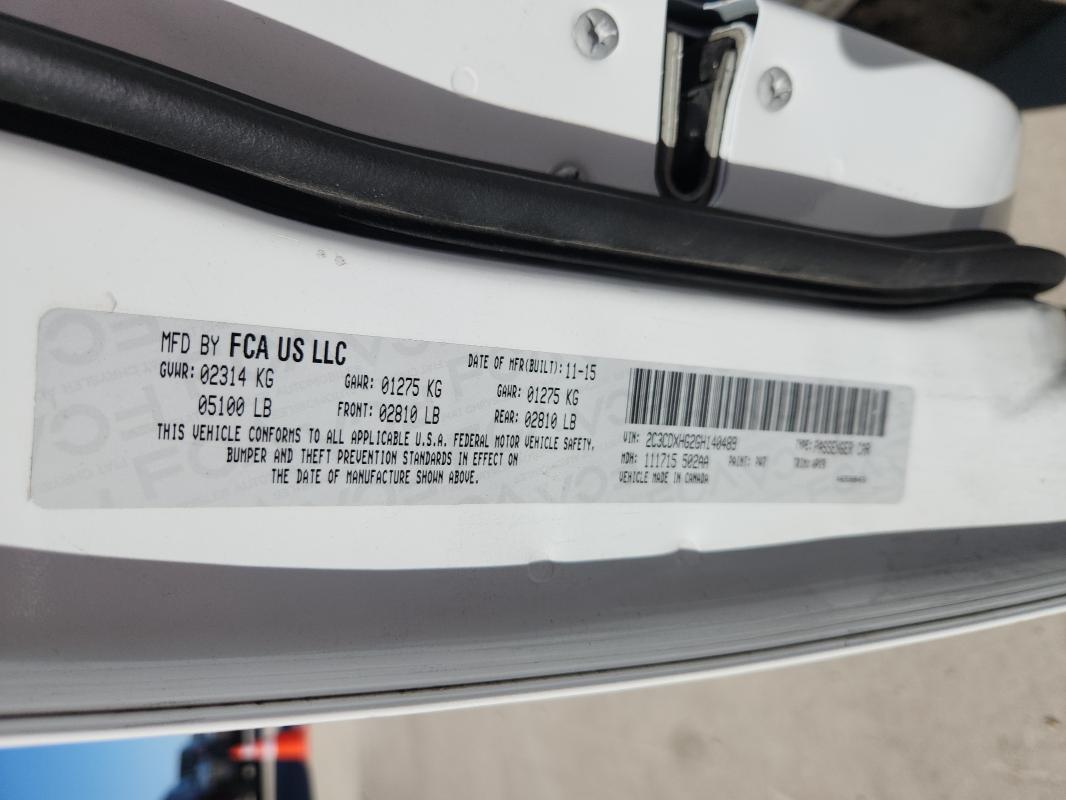 MFD BY FCA US LLC
DATE OF MFR(BUILT): 11-15
GVWR: 02314 KG
GAWR: 01275 KG
GAWR: 01275 KG
05100 LB
FRONT: 02810 LB
REAR: 02810 LB
THIS VEHICLE CONFORMS TO ALL APPLICABLE U.S.A. FEDERAL MOTOR VEHICLE SAFETY,
BUMPER AND THEFT PREVENTION STANDARDS IN EFFECT ON
THE DATE OF MANUFACTURE SHOWN ABOVE.
VIN: 2C3CDXHG2GH140489
TYPE: PASSENGER CAR
MDH: 111715 502AA
PAINT: PW7
VEHICLE MADE IN CANADA
TRIM: